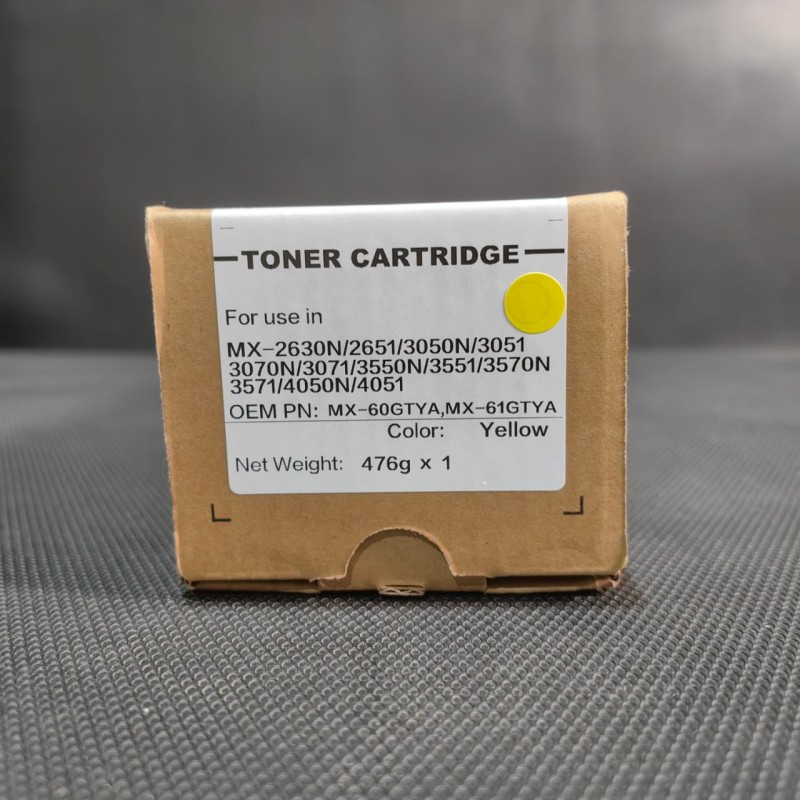 TONER CARTRIDGE
For use in
MX-2630N/2651/3050N/3051
3070N/3071/3550N/3551/3570N
3571/4050N/4051
OEM PN: MX-60GTYA,MX-61GTYA
Color: Yellow
Net Weight: 476g x 1